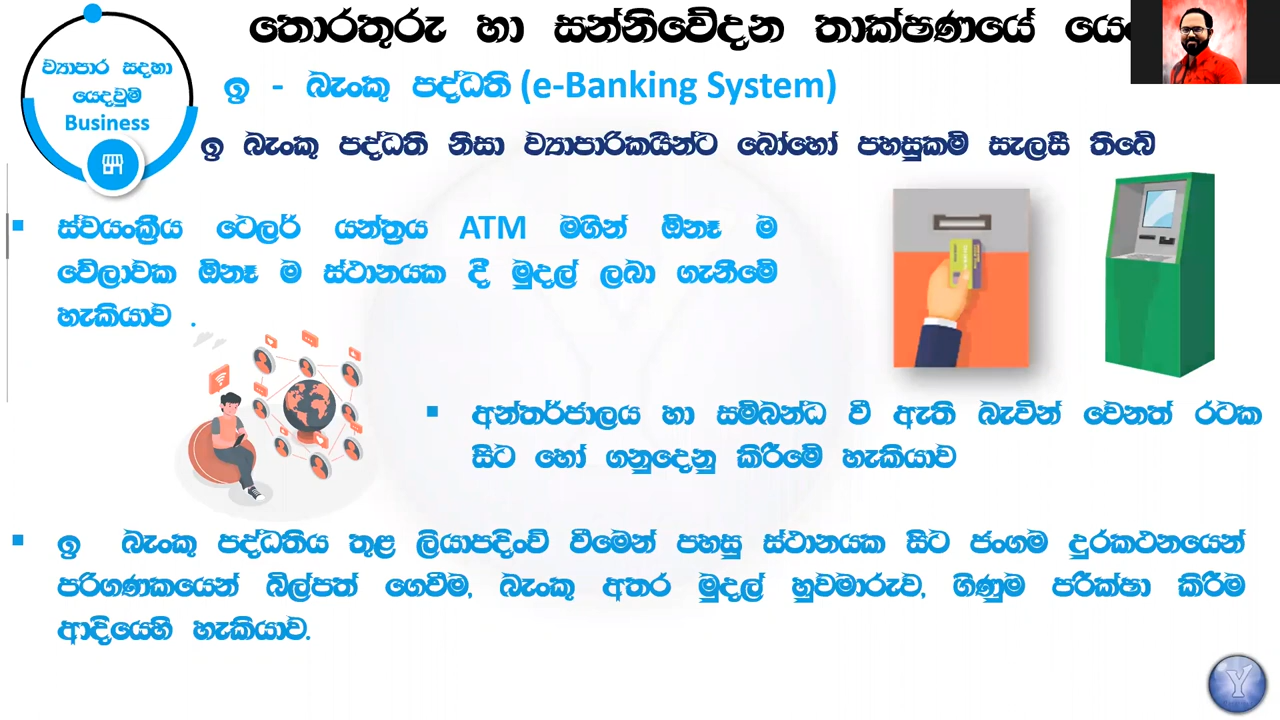 තොරතුරු හා සන්නිවේදන තාක්ෂණයේ
ව්‍යාපාර සදහා
යෙදවුම්
Business
ඉ - බැංකු පද්ධති (e-Banking System)
ඉ බැංකු පද්ධති නිසා ව්‍යාපාරිකයින්ට බෝහෝ පහසුකම් සැලසී තිබේ
ස්වයංක්‍රීය ටෙලර් යන්ත්‍රය ATM මගින් ඕනෑ ම
වේලාවක ඕනෑ ම ස්ථානයක දී මුදල් ලබා ගැනීමේ
හැකියාව .
අන්තර්ජාලය හා සම්බන්ධ වී ඇති බැවින් වෙනත් රටක
සිට හෝ ගනුදෙනු කිරීමේ හැකියාව
ඉ බැංකු පද්ධතිය තුළ ලියාපදිංචි වීමෙන් පහසු ස්ථානයක සිට ජංගම දුරකථනයෙන්
පරිගණකයෙන් බිල්පත් ගෙවීම, බැංකු අතර මුදල් හුවමාරුව, ගිණුම පරීක්ෂා කිරීම
ආදියෙහි හැකියාව.
Y